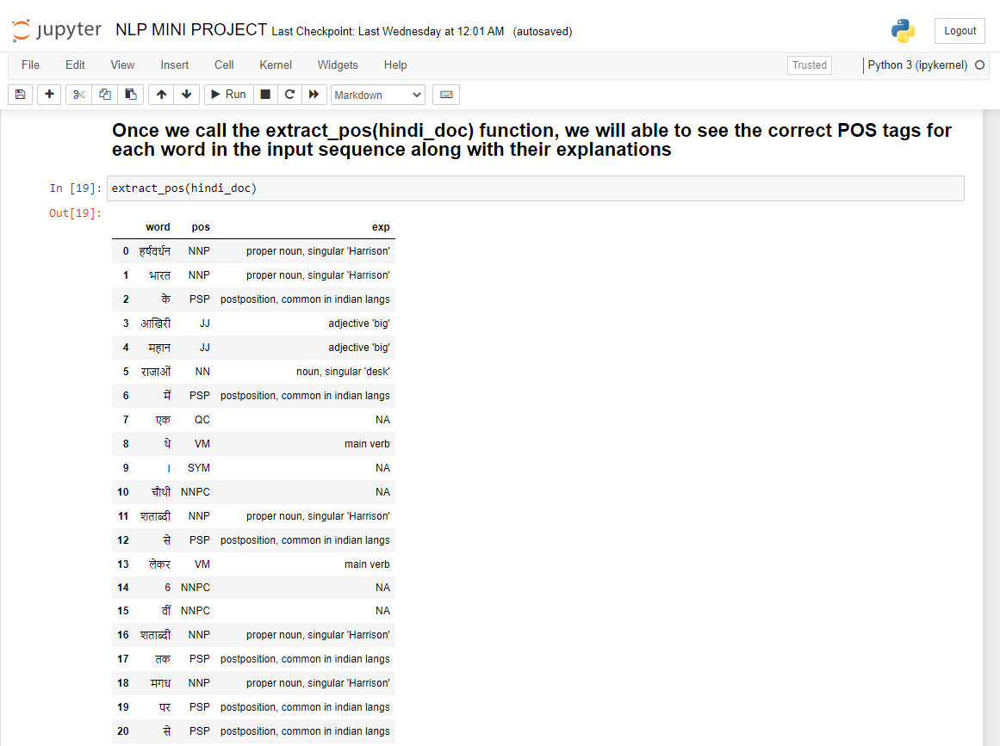 jupyter NLP MINI PROJECT Last Checkpoint: Last Wednesday at 12:01 AM (autosaved) Logout
File Edit View Insert Cell Kernel Widgets Help Trusted Python 3 (ipykernel)
Run Markdown
Once we call the extract_pos(hindi_doc) function, we will able to see the correct POS tags for
each word in the input sequence along with their explanations
In [19]: extract_pos(hindi_doc)
Out[19]:
word pos exp
0 हर्षवर्धन NNP proper noun, singular 'Harrison'
1 भारत NNP proper noun, singular 'Harrison'
2 के PSP postposition, common in indian langs
3 आखिरी JJ adjective 'big'
4 महान JJ adjective 'big'
5 राजाओं NN noun, singular 'desk'
6 में PSP postposition, common in indian langs
7 एक QC NA
8 थे VM main verb
9 । SYM NA
10 चौथी NNPC NA
11 शताब्दी NNP proper noun, singular 'Harrison'
12 से PSP postposition, common in indian langs
13 लेकर VM main verb
14 6 NNPC NA
15 वीं NNPC NA
16 शताब्दी NNP proper noun, singular 'Harrison'
17 तक PSP postposition, common in indian langs
18 मगध NNP proper noun, singular 'Harrison'
19 पर PSP postposition, common in indian langs
20 से PSP postposition, common in indian langs